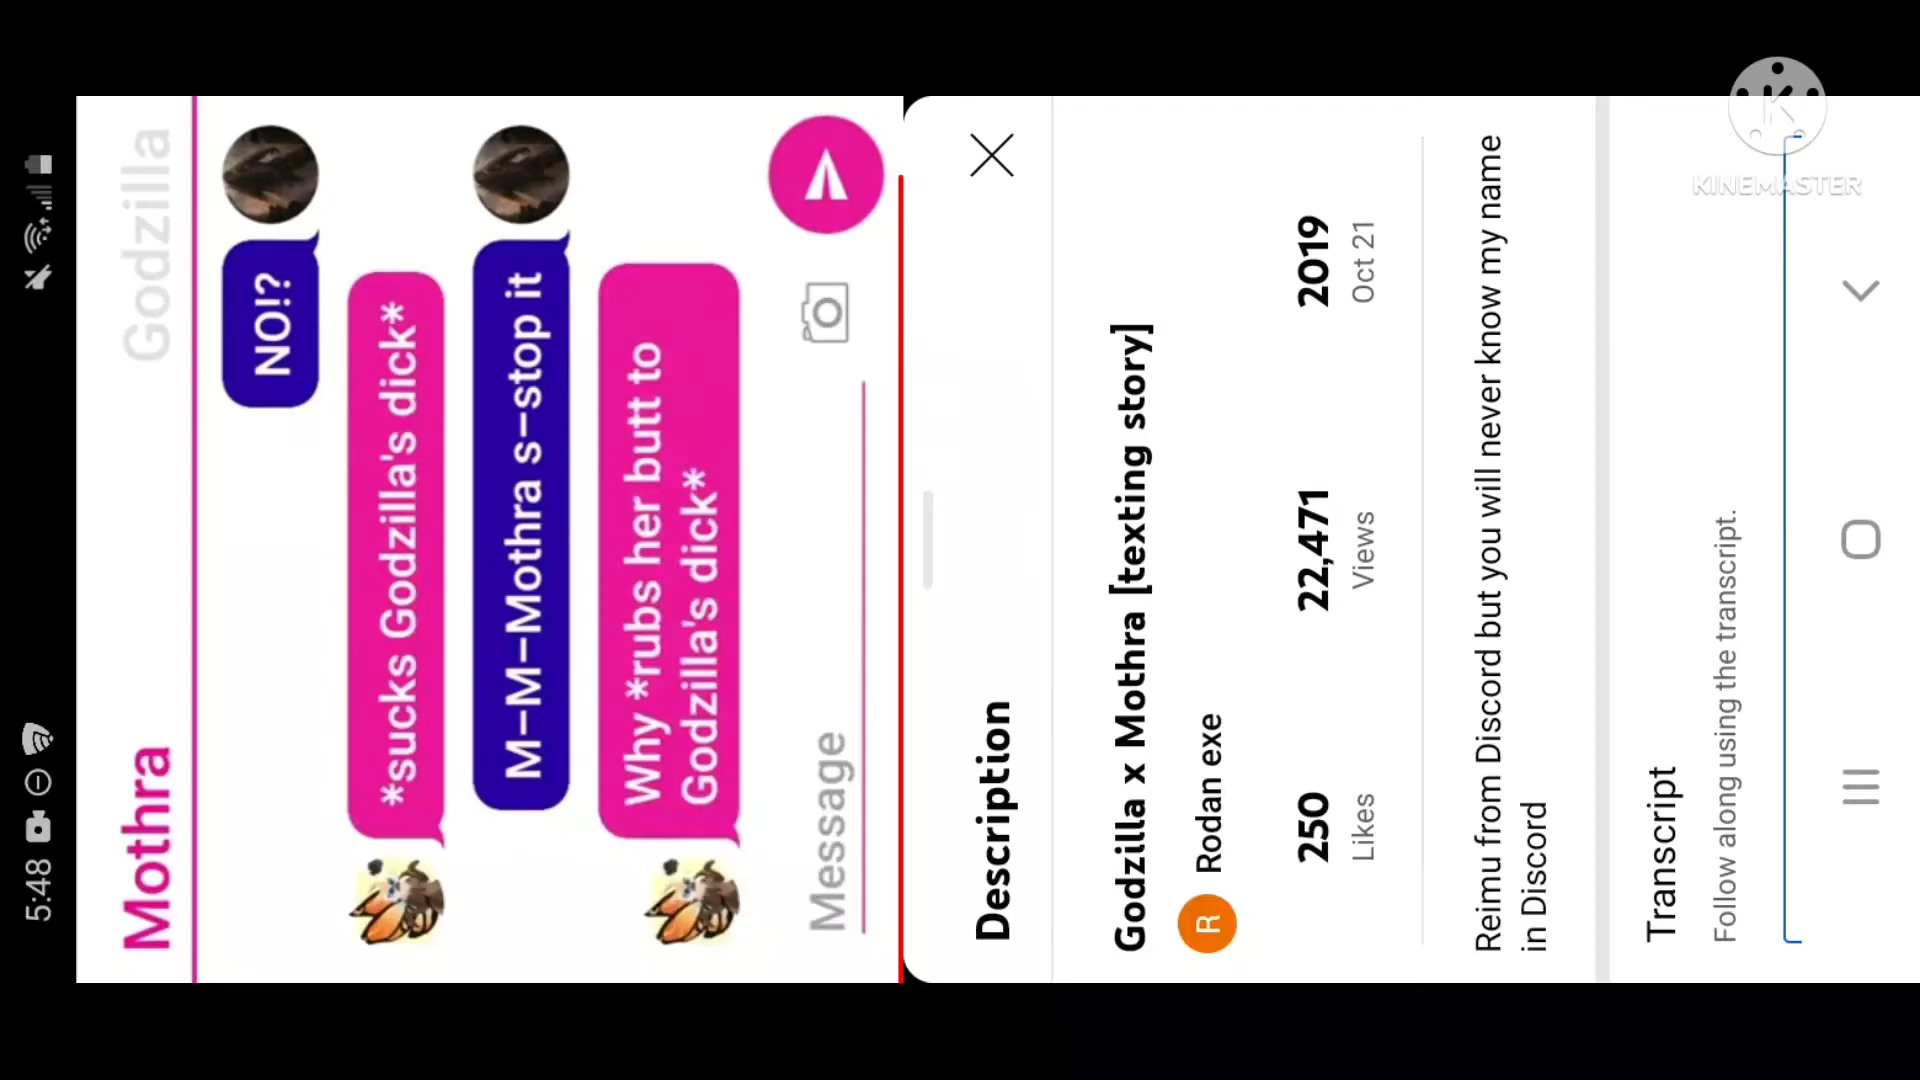 5:48
Mothra
Godzilla
NO!?
*sucks Godzilla's dick*
M-M-Mothra s-stop it
Why *rubs her butt to
Godzilla's dick*
Message
Description
Godzilla x Mothra [texting story]
R
Rodan exe
250
22,471
2019
Likes
Views
Oct 21
Reimu from Discord but you will never know my name
in Discord
Transcript
Follow along using the transcript.
K
KINEMASTER